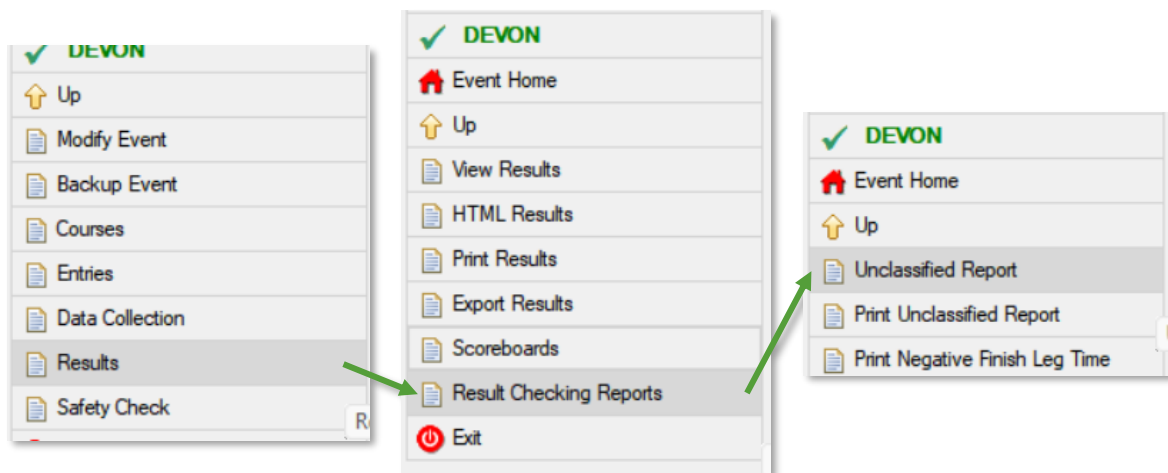 DEVON
Up
Modify Event
Backup Event
Courses
Entries
Data Collection
Results
Safety Check
DEVON
Event Home
Up
View Results
HTML Results
Print Results
Export Results
Scoreboards
Result Checking Reports
Exit
DEVON
Event Home
Up
Unclassified Report
Print Unclassified Report
Print Negative Finish Leg Time